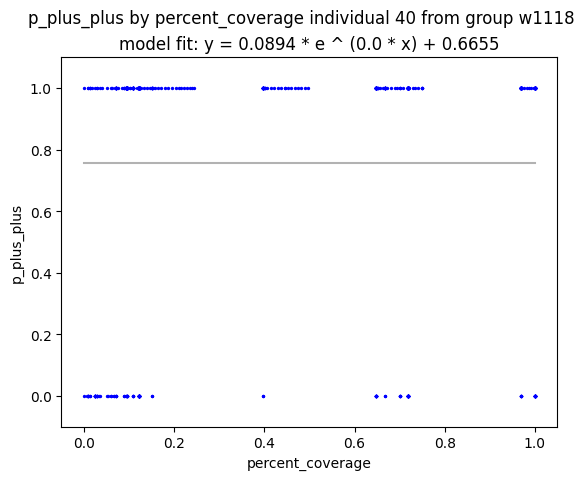 p_plus_plus by percent_coverage individual 40 from group w1118
model fit: y = 0.0894 * e ^ (0.0 * x) + 0.6655
1.0
0.8
0.6
0.4
0.2
0.0
p_plus_plus
0.0 0.2 0.4 0.6 0.8 1.0
percent_coverage